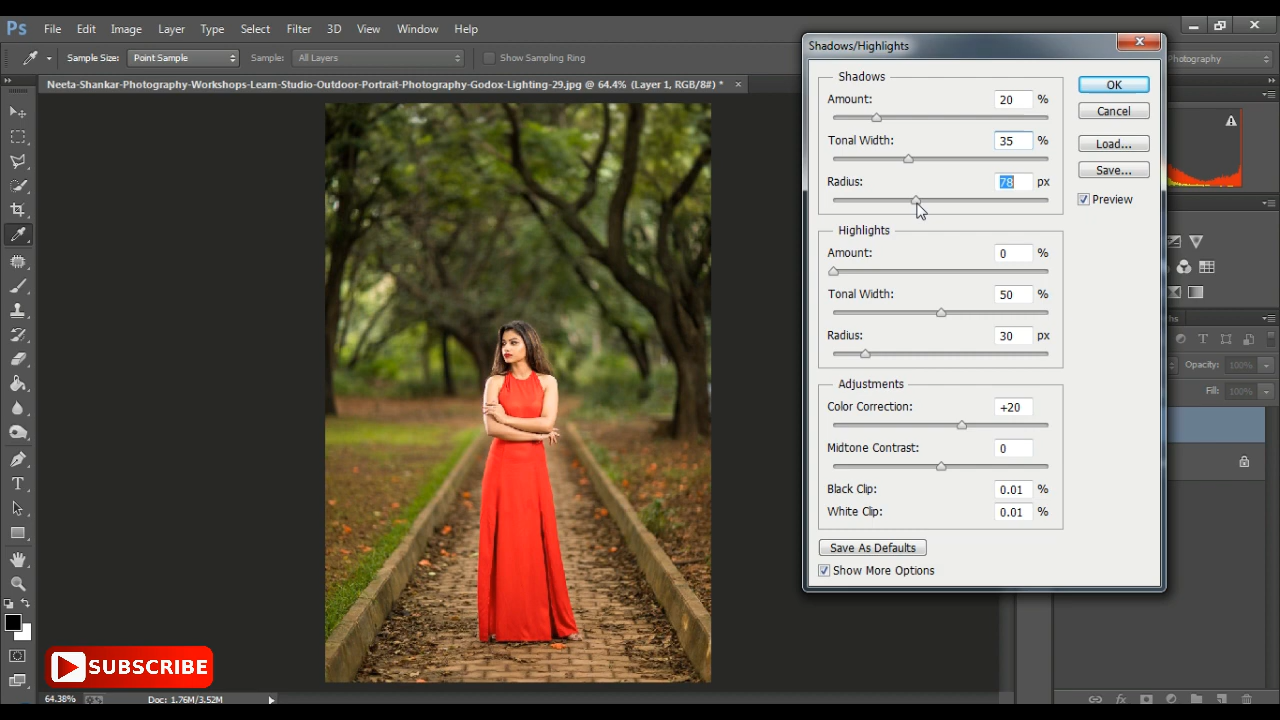 Ps File Edit Image Layer Type Select Filter 3D View Window Help
Sample Size: Point Sample Sample: All Layers Show Sampling Ring
Photography
Neeta-Shankar-Photography-Workshops-Learn-Studio-Outdoor-Portrait-Photography-Godox-Lighting-29.jpg @ 64.4% (Layer 1, RGB/8#) *
Shadows/Highlights
Shadows
Amount: 20 %
Tonal Width: 35 %
Radius: 78 px
Highlights
Amount: 0 %
Tonal Width: 50 %
Radius: 30 px
Adjustments
Color Correction: +20
Midtone Contrast: 0
Black Clip: 0.01 %
White Clip: 0.01 %
Save As Defaults
Show More Options
OK
Cancel
Load...
Save...
Preview
Opacity: 100%
Fill: 100%
SUBSCRIBE
64.38% Doc: 1.76M/3.52M